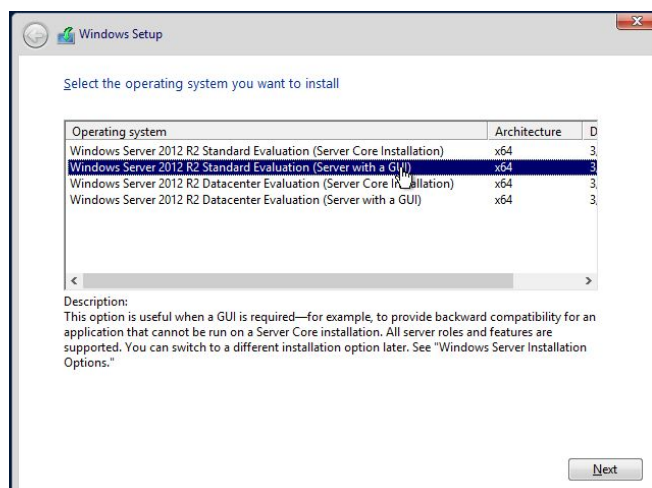 Windows Setup
Select the operating system you want to install
Operating system Architecture D
Windows Server 2012 R2 Standard Evaluation (Server Core Installation) x64 3,
Windows Server 2012 R2 Standard Evaluation (Server with a GUI) x64 3,
Windows Server 2012 R2 Datacenter Evaluation (Server Core Installation) x64 3,
Windows Server 2012 R2 Datacenter Evaluation (Server with a GUI) x64 3,
Description:
This option is useful when a GUI is required—for example, to provide backward compatibility for an
application that cannot be run on a Server Core installation. All server roles and features are
supported. You can switch to a different installation option later. See "Windows Server Installation
Options."
Next